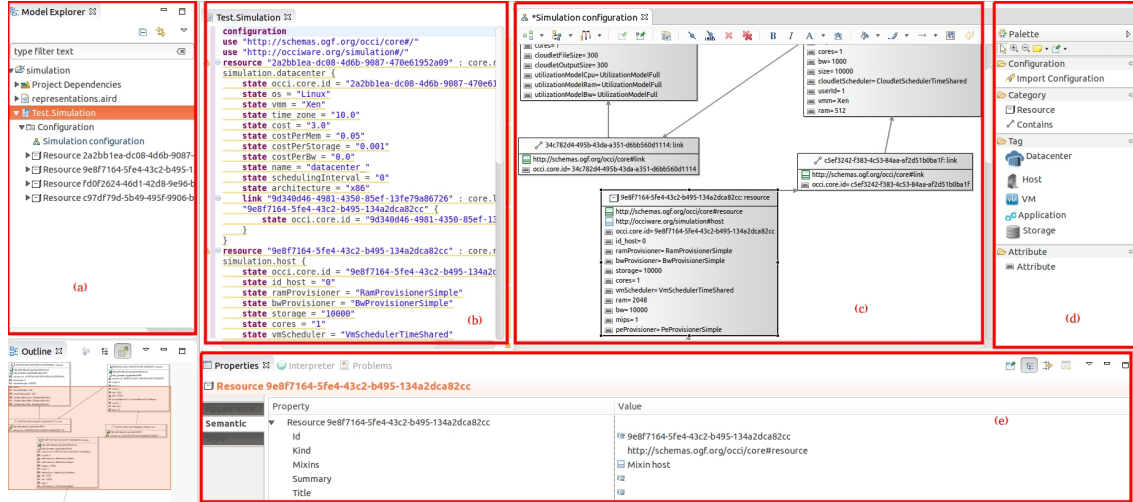 Model Explorer
type filter text
simulation
Project Dependencies
representations.aird
Test.Simulation
Configuration
Simulation configuration
Resource 2a2bb1ea-dc08-4d6b-9087-
Resource 9e8f7164-5fe4-43c2-b495-1
Resource fd0f2624-46d1-42d8-9e96-b
Resource c97df79d-5b49-495f-9906-b
(a)
Outline
Test.Simulation
configuration
use "http://schemas.ogf.org/occi/core#/"
use "http://occiware.org/simulation#/"
resource "2a2bb1ea-dc08-4d6b-9087-470e61952a09" : core.r
simulation.datacenter {
state occi.core.id = "2a2bb1ea-dc08-4d6b-9087-470e61
state os = "Linux"
state vmm = "Xen"
state time_zone = "10.0"
state cost = "3.0"
state costPerMem = "0.05"
state costPerStorage = "0.001"
state costPerBw = "0.0"
state name = "datacenter_"
state schedulingInterval = "0"
state architecture = "x86"
link "9d340d46-4981-4350-85ef-13fe79a86726" : core.l
"9e8f7164-5fe4-43c2-b495-134a2dca82cc" {
state occi.core.id = "9d340d46-4981-4350-85ef-13
}
}
resource "9e8f7164-5fe4-43c2-b495-134a2dca82cc" : core.r
simulation.host {
state occi.core.id = "9e8f7164-5fe4-43c2-b495-134a2d
state id_host = "0"
state ramProvisioner = "RamProvisionerSimple"
state bwProvisioner = "BwProvisionerSimple"
state storage = "10000"
state cores = "1"
state vmScheduler = "VmSchedulerTimeShared"
(b)
*Simulation configuration
B I A
cores= 1
cloudletFileSize= 300
cloudletOutputSize= 300
utilizationModelCpu= UtilizationModelFull
utilizationModelRam= UtilizationModelFull
utilizationModelBw= UtilizationModelFull
cores= 1
bw= 1000
size= 10000
cloudletScheduler= CloudletSchedulerTimeShared
userId= 1
vmm= Xen
ram= 512
34c782d4-495b-43da-a351-d6bb560d1114: link
http://schemas.ogf.org/occi/core#link
occi.core.id= 34c782d4-495b-43da-a351-d6bb560d1114
c5ef3242-f383-4c53-84aa-af2d51b0ba1f: link
http://schemas.ogf.org/occi/core#link
occi.core.id= c5ef3242-f383-4c53-84aa-af2d51b0ba1f
9e8f7164-5fe4-43c2-b495-134a2dca82cc: resource
http://schemas.ogf.org/occi/core#resource
http://occiware.org/simulation#host
occi.core.id= 9e8f7164-5fe4-43c2-b495-134a2dca82cc
id_host= 0
ramProvisioner= RamProvisionerSimple
bwProvisioner= BwProvisionerSimple
storage= 10000
cores= 1
vmScheduler= VmSchedulerTimeShared
ram= 2048
bw= 10000
mips= 1
peProvisioner= PeProvisionerSimple
(c)
Palette
Configuration
Import Configuration
Category
Resource
Contains
Tag
Datacenter
Host
VM
Application
Storage
Attribute
Attribute
(d)
Properties Interpreter Problems
Resource 9e8f7164-5fe4-43c2-b495-134a2dca82cc
Appearance
Semantic
Style
Property Value
Resource 9e8f7164-5fe4-43c2-b495-134a2dca82cc
Id 9e8f7164-5fe4-43c2-b495-134a2dca82cc
Kind http://schemas.ogf.org/occi/core#resource
Mixins Mixin host
Summary
Title
(e)